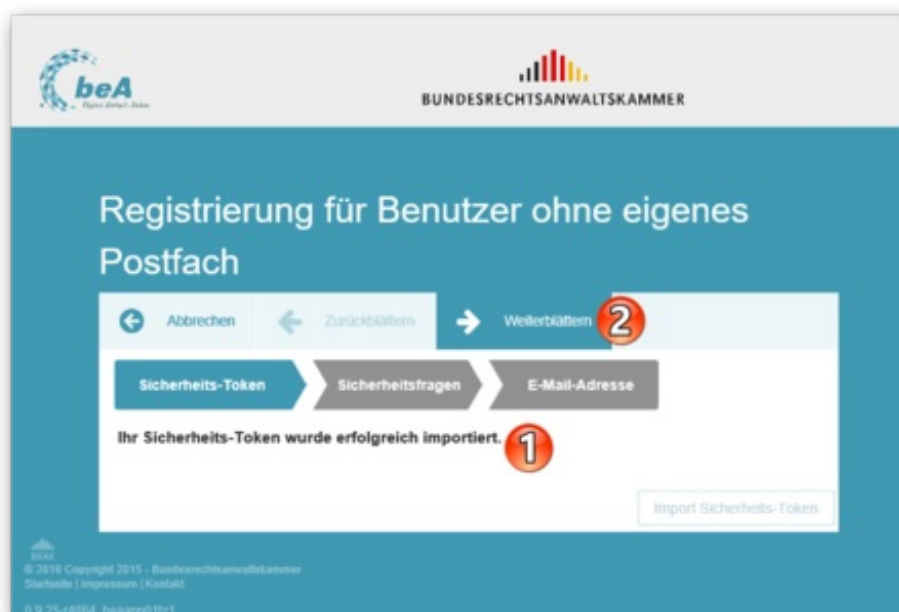 beA
BUNDESRECHTSANWALTSKAMMER
Registrierung für Benutzer ohne eigenes
Postfach
Abbrechen Zurückblättern Weiterblättern 2
Sicherheits-Token Sicherheitsfragen E-Mail-Adresse
Ihr Sicherheits-Token wurde erfolgreich importiert. 1
Import Sicherheits-Token
BRAK
© 2016 Copyright 2015 - Bundesrechtsanwaltskammer
Startseite | Impressum | Kontakt